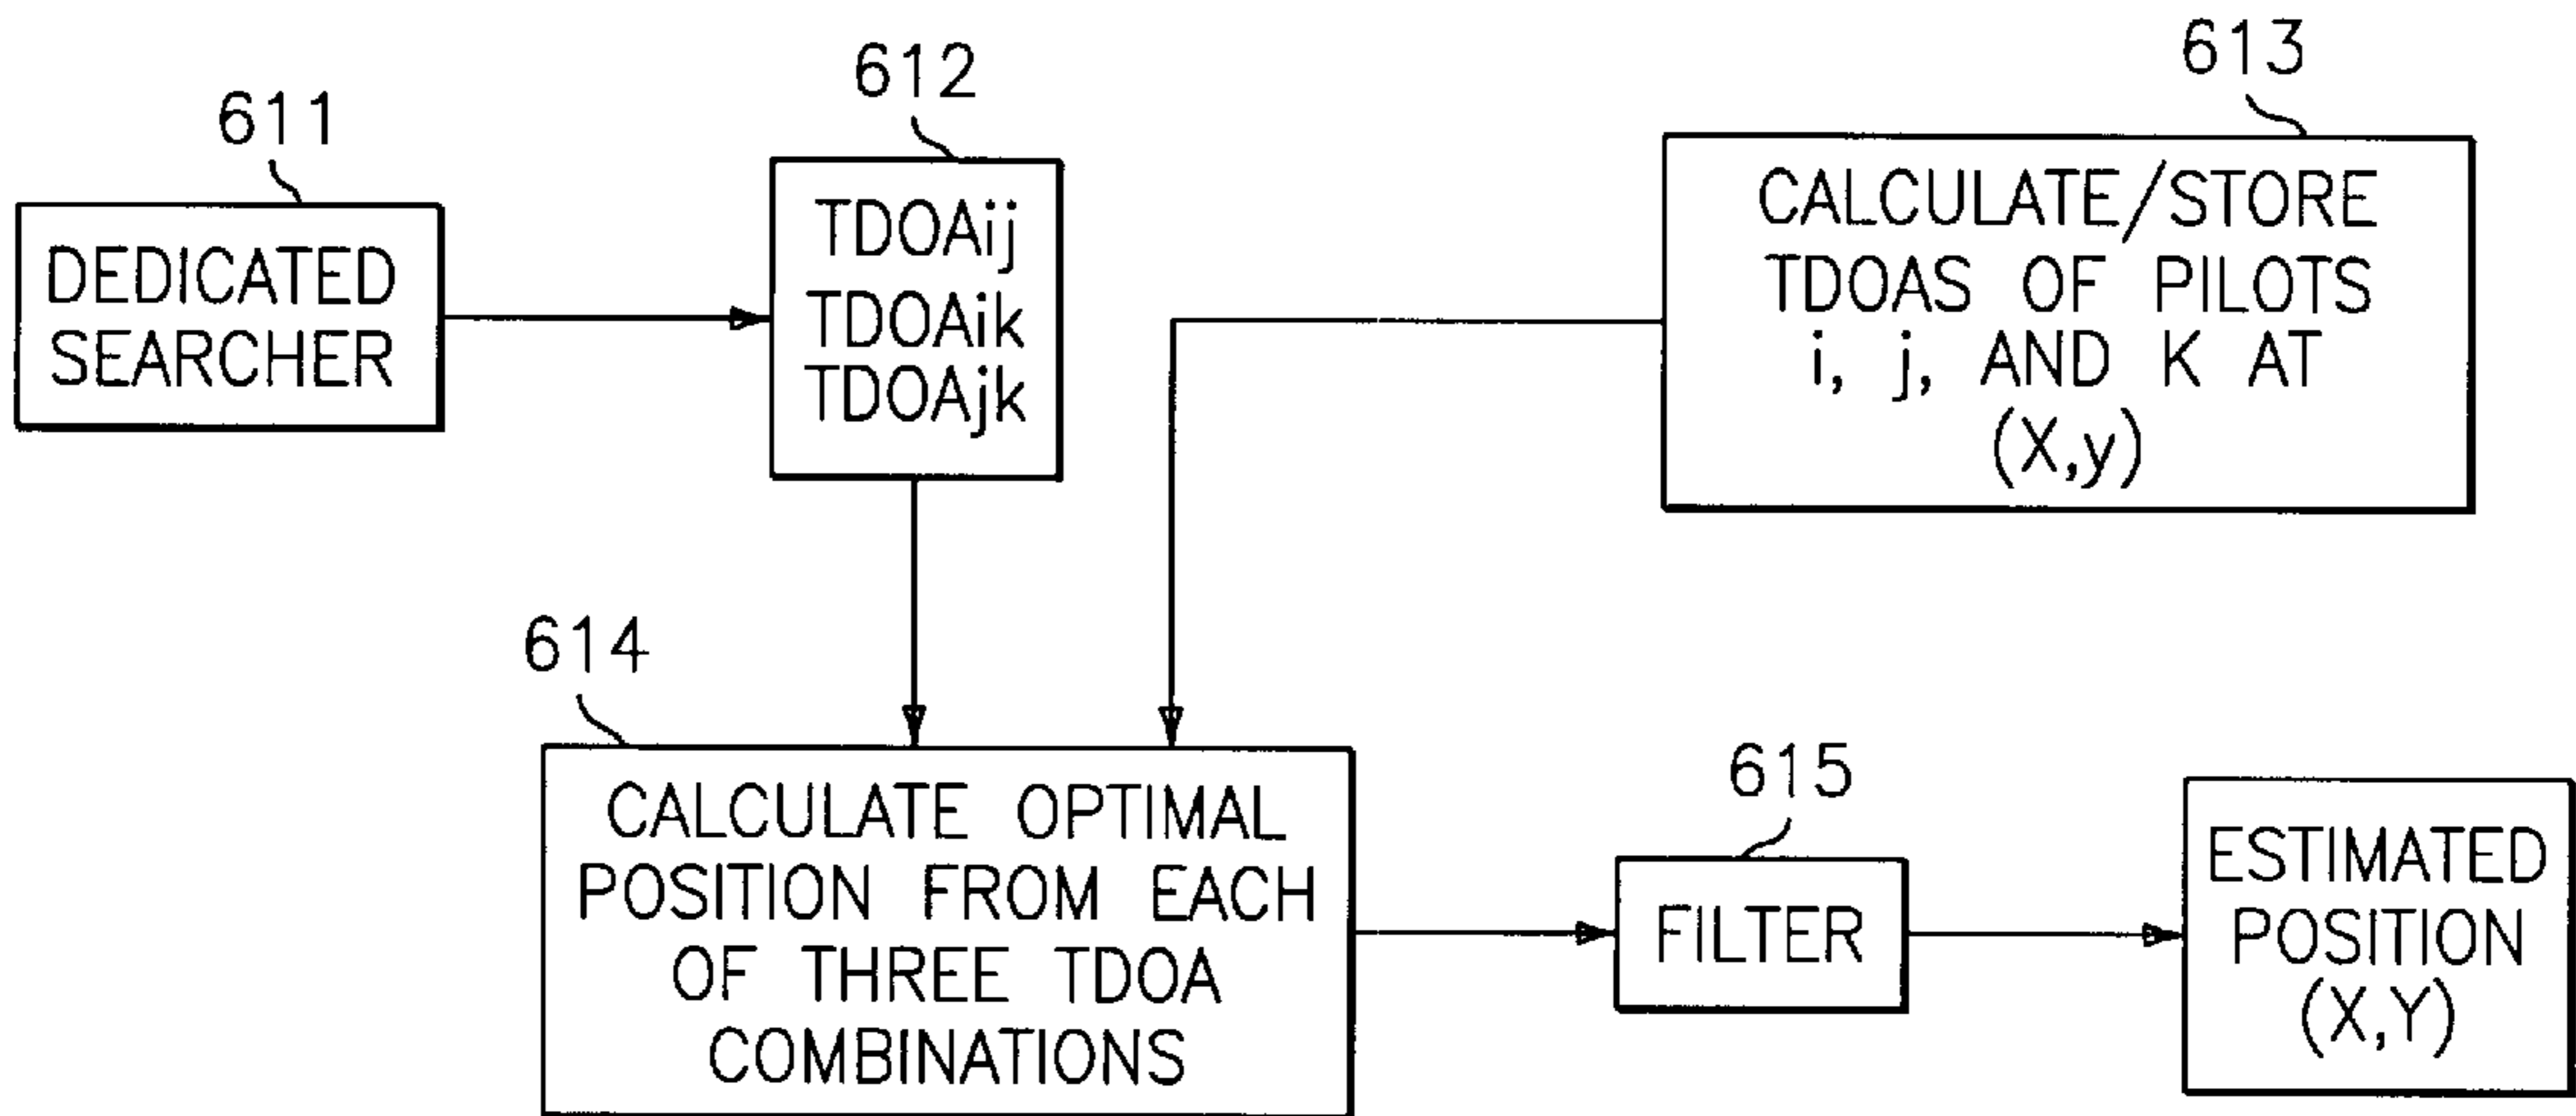 611
DEDICATED
SEARCHER
612
TDOAij
TDOAik
TDOAjk
613
CALCULATE/STORE
TDOAS OF PILOTS
i, j, AND K AT
(X,y)
614
CALCULATE OPTIMAL
POSITION FROM EACH
OF THREE TDOA
COMBINATIONS
615
FILTER
ESTIMATED
POSITION
(X,Y)